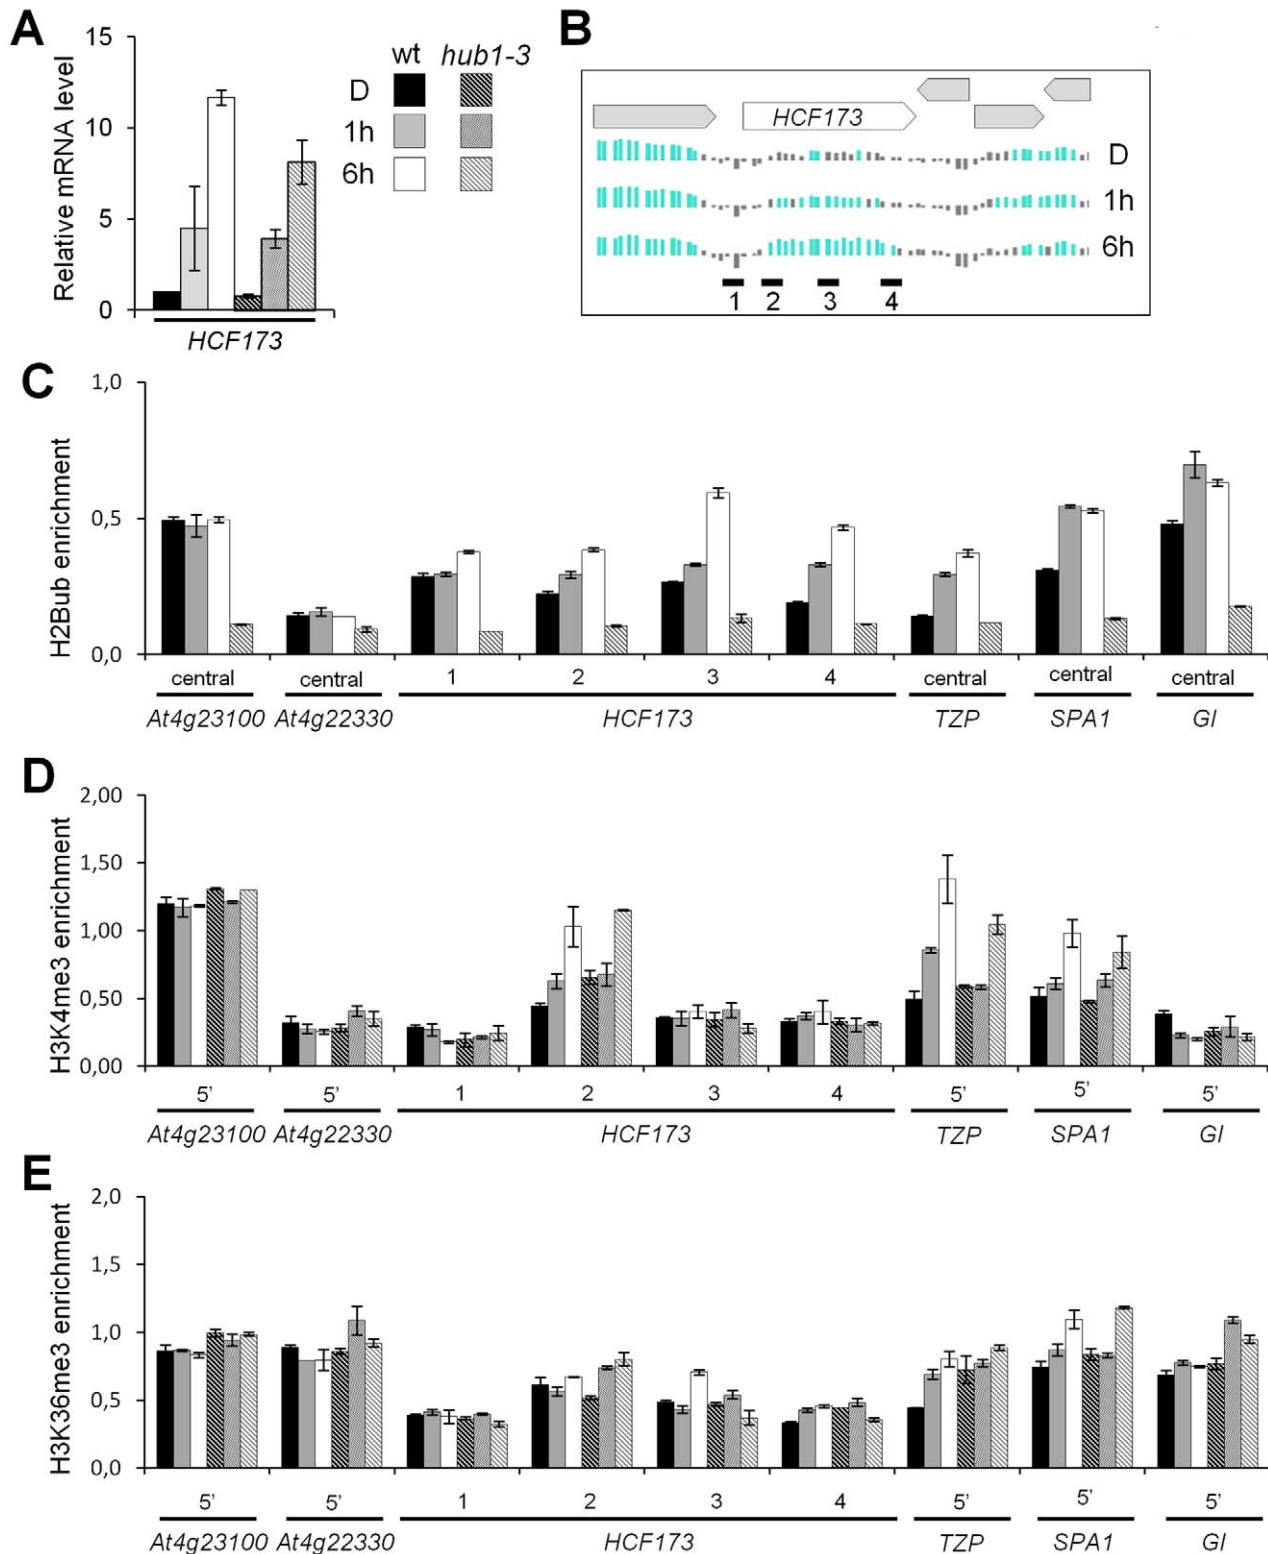 A
15
10
5
0
Relative mRNA level
HCF173
wt hub1-3
D
1h
6h
B
HCF173
D
1h
6h
1 2 3 4
C
1,0
0,5
0,0
H2Bub enrichment
central central 1 2 3 4 central central central
At4g23100 At4g22330 HCF173 TZP SPA1 GI
D
2,00
1,50
1,00
0,50
0,00
H3K4me3 enrichment
5' 5' 1 2 3 4 5' 5' 5'
At4g23100 At4g22330 HCF173 TZP SPA1 GI
E
2,0
1,5
1,0
0,5
0,0
H3K36me3 enrichment
5' 5' 1 2 3 4 5' 5' 5'
At4g23100 At4g22330 HCF173 TZP SPA1 GI